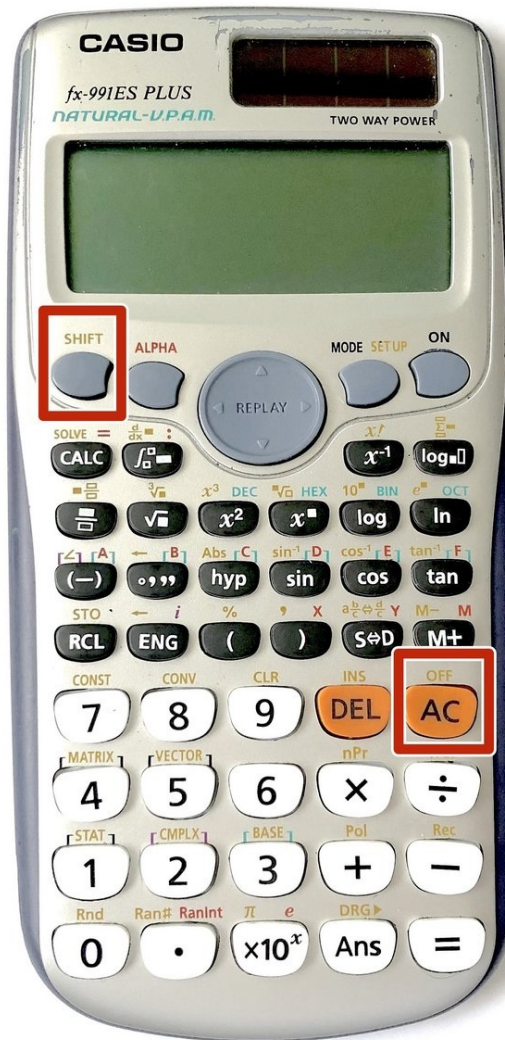 CASIO
fx-991ES PLUS
NATURAL-V.P.A.M.
TWO WAY POWER
SHIFT ALPHA MODE SETUP ON
REPLAY
SOLVE = d/dx :  x! Σ
CALC ∫ x⁻¹ log
³√ x³ DEC √ HEX 10 BIN e OCT
√ x² x log ln
∠ A ← B Abs C sin⁻¹ D cos⁻¹ E tan⁻¹ F
(−) °,,, hyp sin cos tan
STO ← i % , X a b/c⇔d/c Y M− M
RCL ENG ( ) S⇔D M+
CONST CONV CLR INS OFF
7 8 9 DEL AC
MATRIX VECTOR nPr
4 5 6 × ÷
STAT CMPLX BASE Pol Rec
1 2 3 + −
Rnd Ran# RanInt π e DRG▶
0 . ×10ˣ Ans =